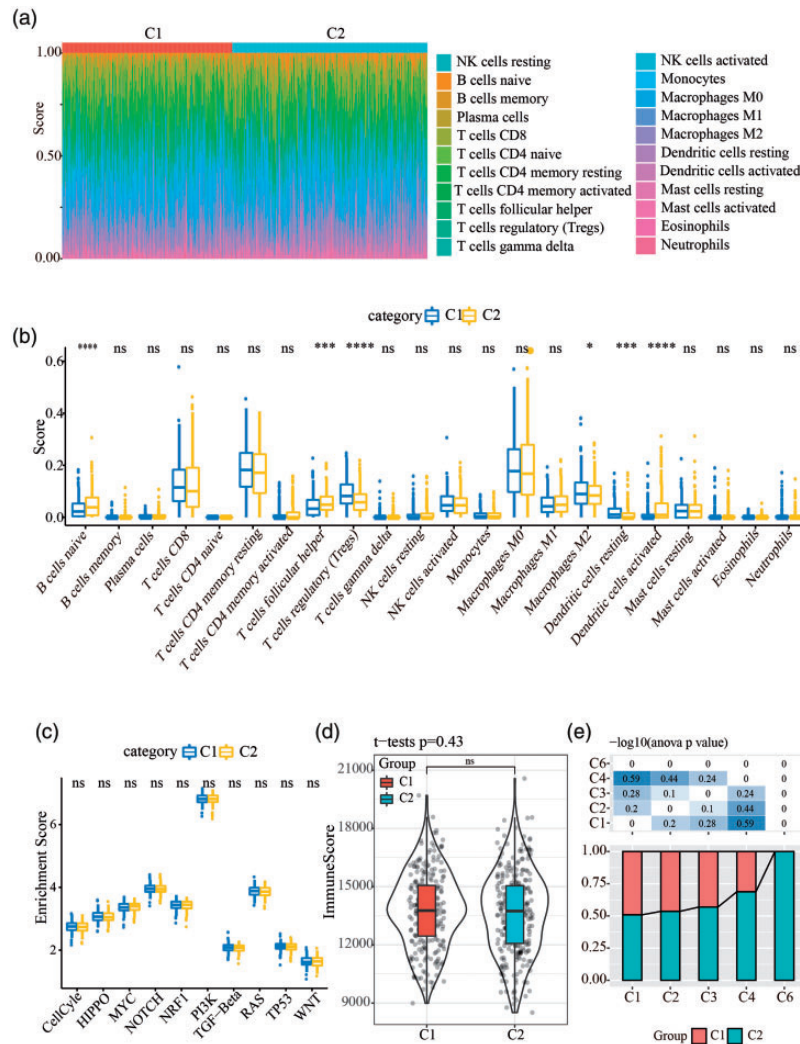 (a)
C1 C2
1.00
0.50
0.00
Score
NK cells resting
B cells naive
B cells memory
Plasma cells
T cells CD8
T cells CD4 naive
T cells CD4 memory resting
T cells CD4 memory activated
T cells follicular helper
T cells regulatory (Tregs)
T cells gamma delta
NK cells activated
Monocytes
Macrophages M0
Macrophages M1
Macrophages M2
Dendritic cells resting
Dendritic cells activated
Mast cells resting
Mast cells activated
Eosinophils
Neutrophils
(b)
category C1 C2
**** ns ns ns ns ns ns *** **** ns ns ns ns ns ns * *** **** ns ns ns ns
0.6
0.4
0.2
0.0
Score
B cells naive
B cells memory
Plasma cells
T cells CD8
T cells CD4 naive
T cells CD4 memory resting
T cells CD4 memory activated
T cells follicular helper
T cells regulatory (Tregs)
T cells gamma delta
NK cells resting
NK cells activated
Monocytes
Macrophages M0
Macrophages M1
Macrophages M2
Dendritic cells resting
Dendritic cells activated
Mast cells resting
Mast cells activated
Eosinophils
Neutrophils
(c)
category C1 C2
ns ns ns ns ns ns ns ns ns ns
6
4
2
Enrichment Score
CellCyle
HIPPO
MYC
NOTCH
NRF1
PI3K
TGF-Beta
RAS
TP53
WNT
(d)
t-tests p=0.43
Group
C1
C2
ns
21000
18000
15000
12000
9000
ImmuneScore
C1 C2
(e)
-log10(anova p value)
C6 0 0 0 0
C4 0.59 0.44 0.24 0
C3 0.28 0.1 0.24 0
C2 0.2 0.1 0.44 0
C1 0.2 0.28 0.59 0
1.00
0.75
0.50
0.25
0.00
C1 C2 C3 C4 C6
Group C1 C2